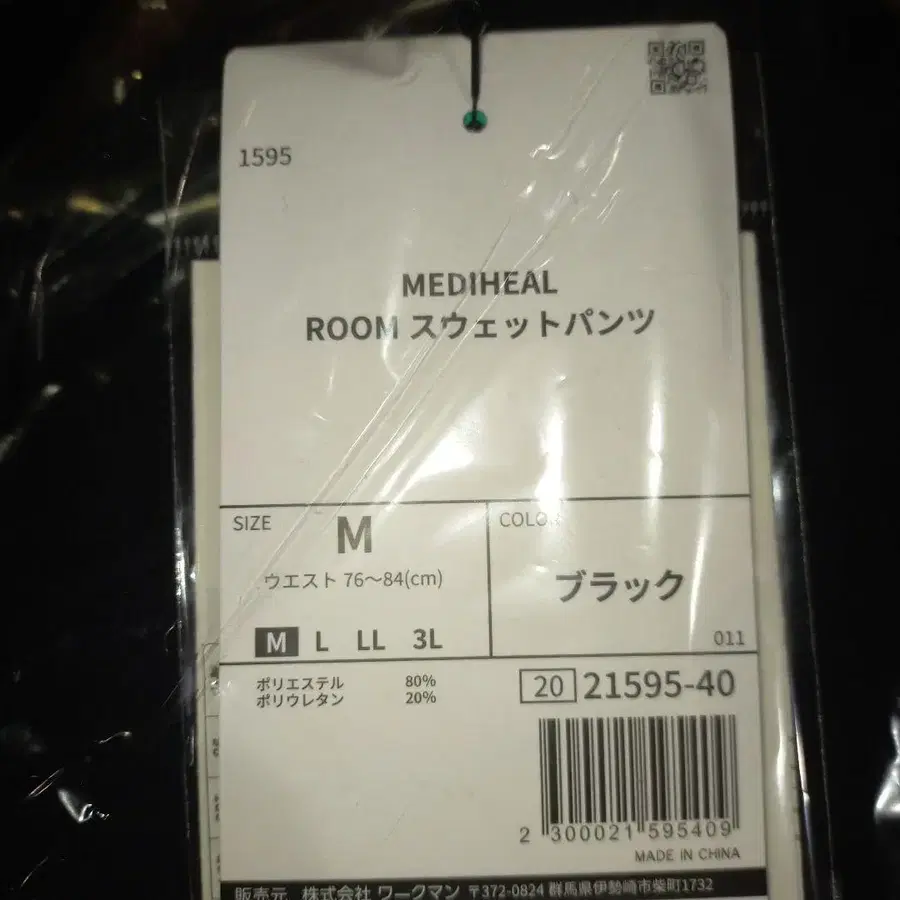 1595
MEDIHEAL
ROOM スウェットパンツ
SIZE
M
ウエスト 76～84(cm)
M L LL 3L
COLOR
ブラック
011
ポリエステル 80%
ポリウレタン 20%
20 21595-40
2 300021 595409
MADE IN CHINA
販売元 株式会社 ワークマン 〒372-0824 群馬県伊勢崎市柴町1732